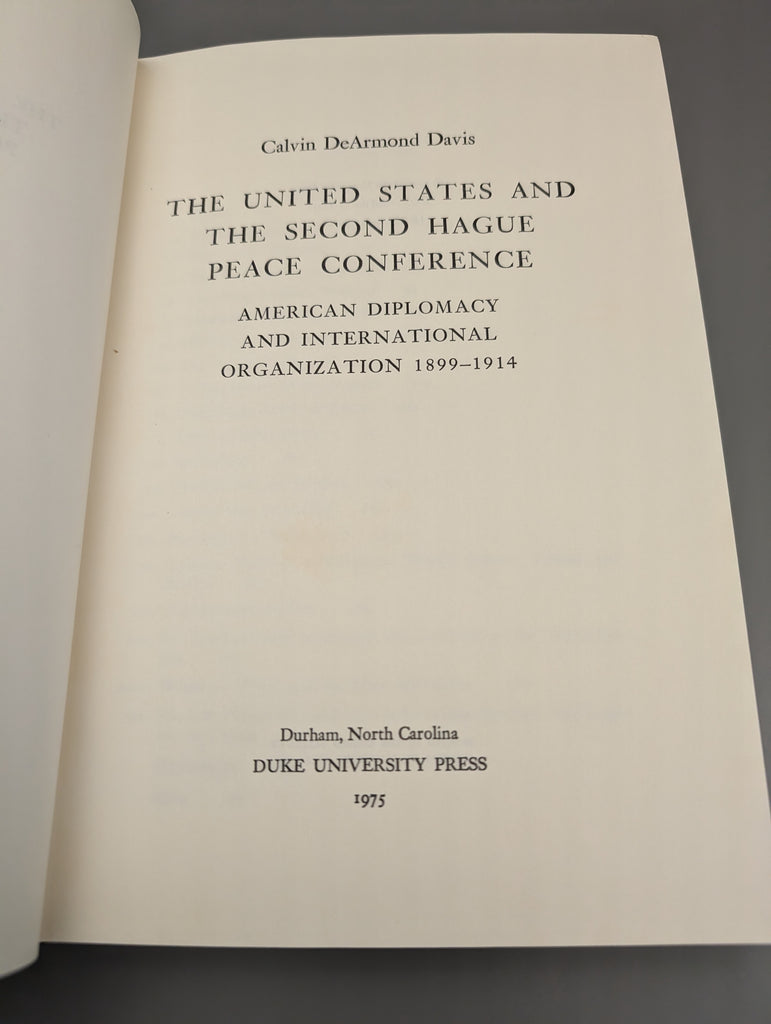 Calvin DeArmond Davis
THE UNITED STATES AND
THE SECOND HAGUE
PEACE CONFERENCE
AMERICAN DIPLOMACY
AND INTERNATIONAL
ORGANIZATION 1899–1914
Durham, North Carolina
DUKE UNIVERSITY PRESS
1975